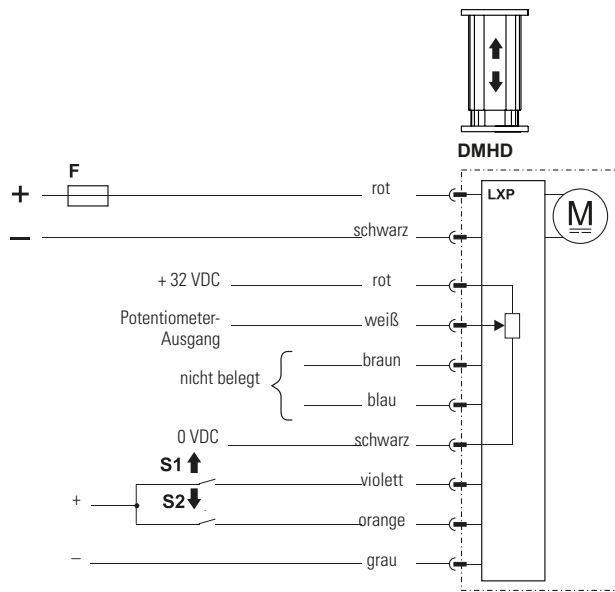 DMHD
F
+
rot
LXP
M
–
schwarz
+ 32 VDC
rot
Potentiometer-
Ausgang
weiß
nicht belegt
braun
blau
0 VDC
schwarz
S1
violett
+
S2
orange
–
grau